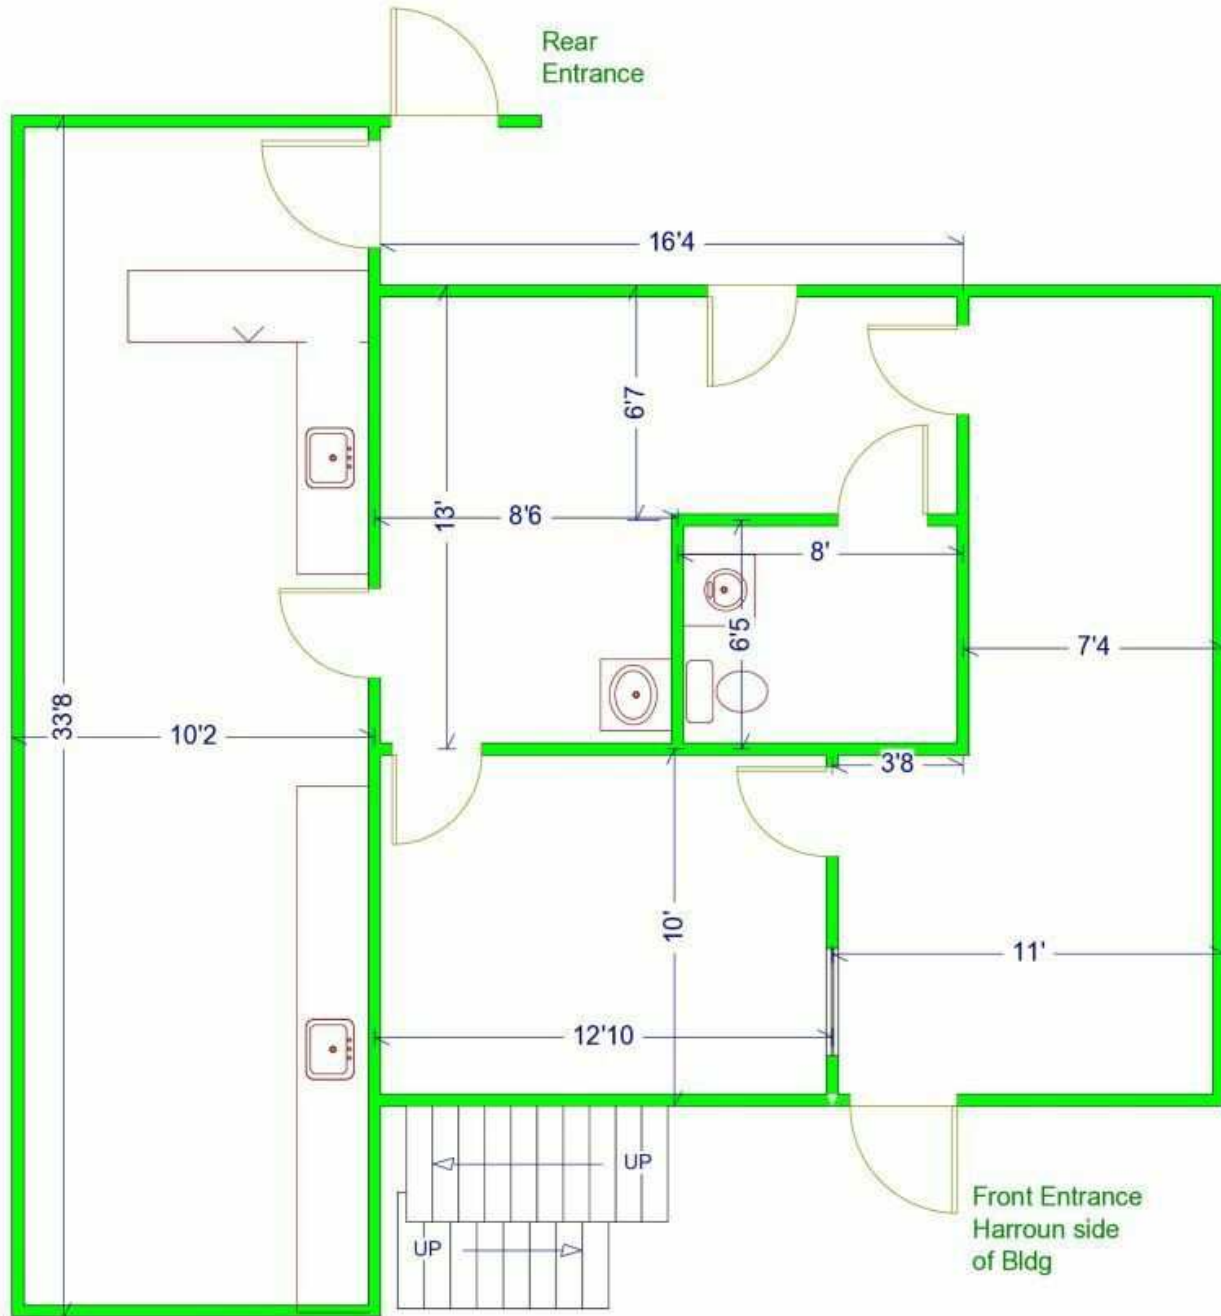 Rear
Entrance
16'4
6'7
13'
8'6
8'
6'5
7'4
33'8
10'2
3'8
10'
11'
12'10
UP
UP
Front Entrance
Harroun side
of Bldg